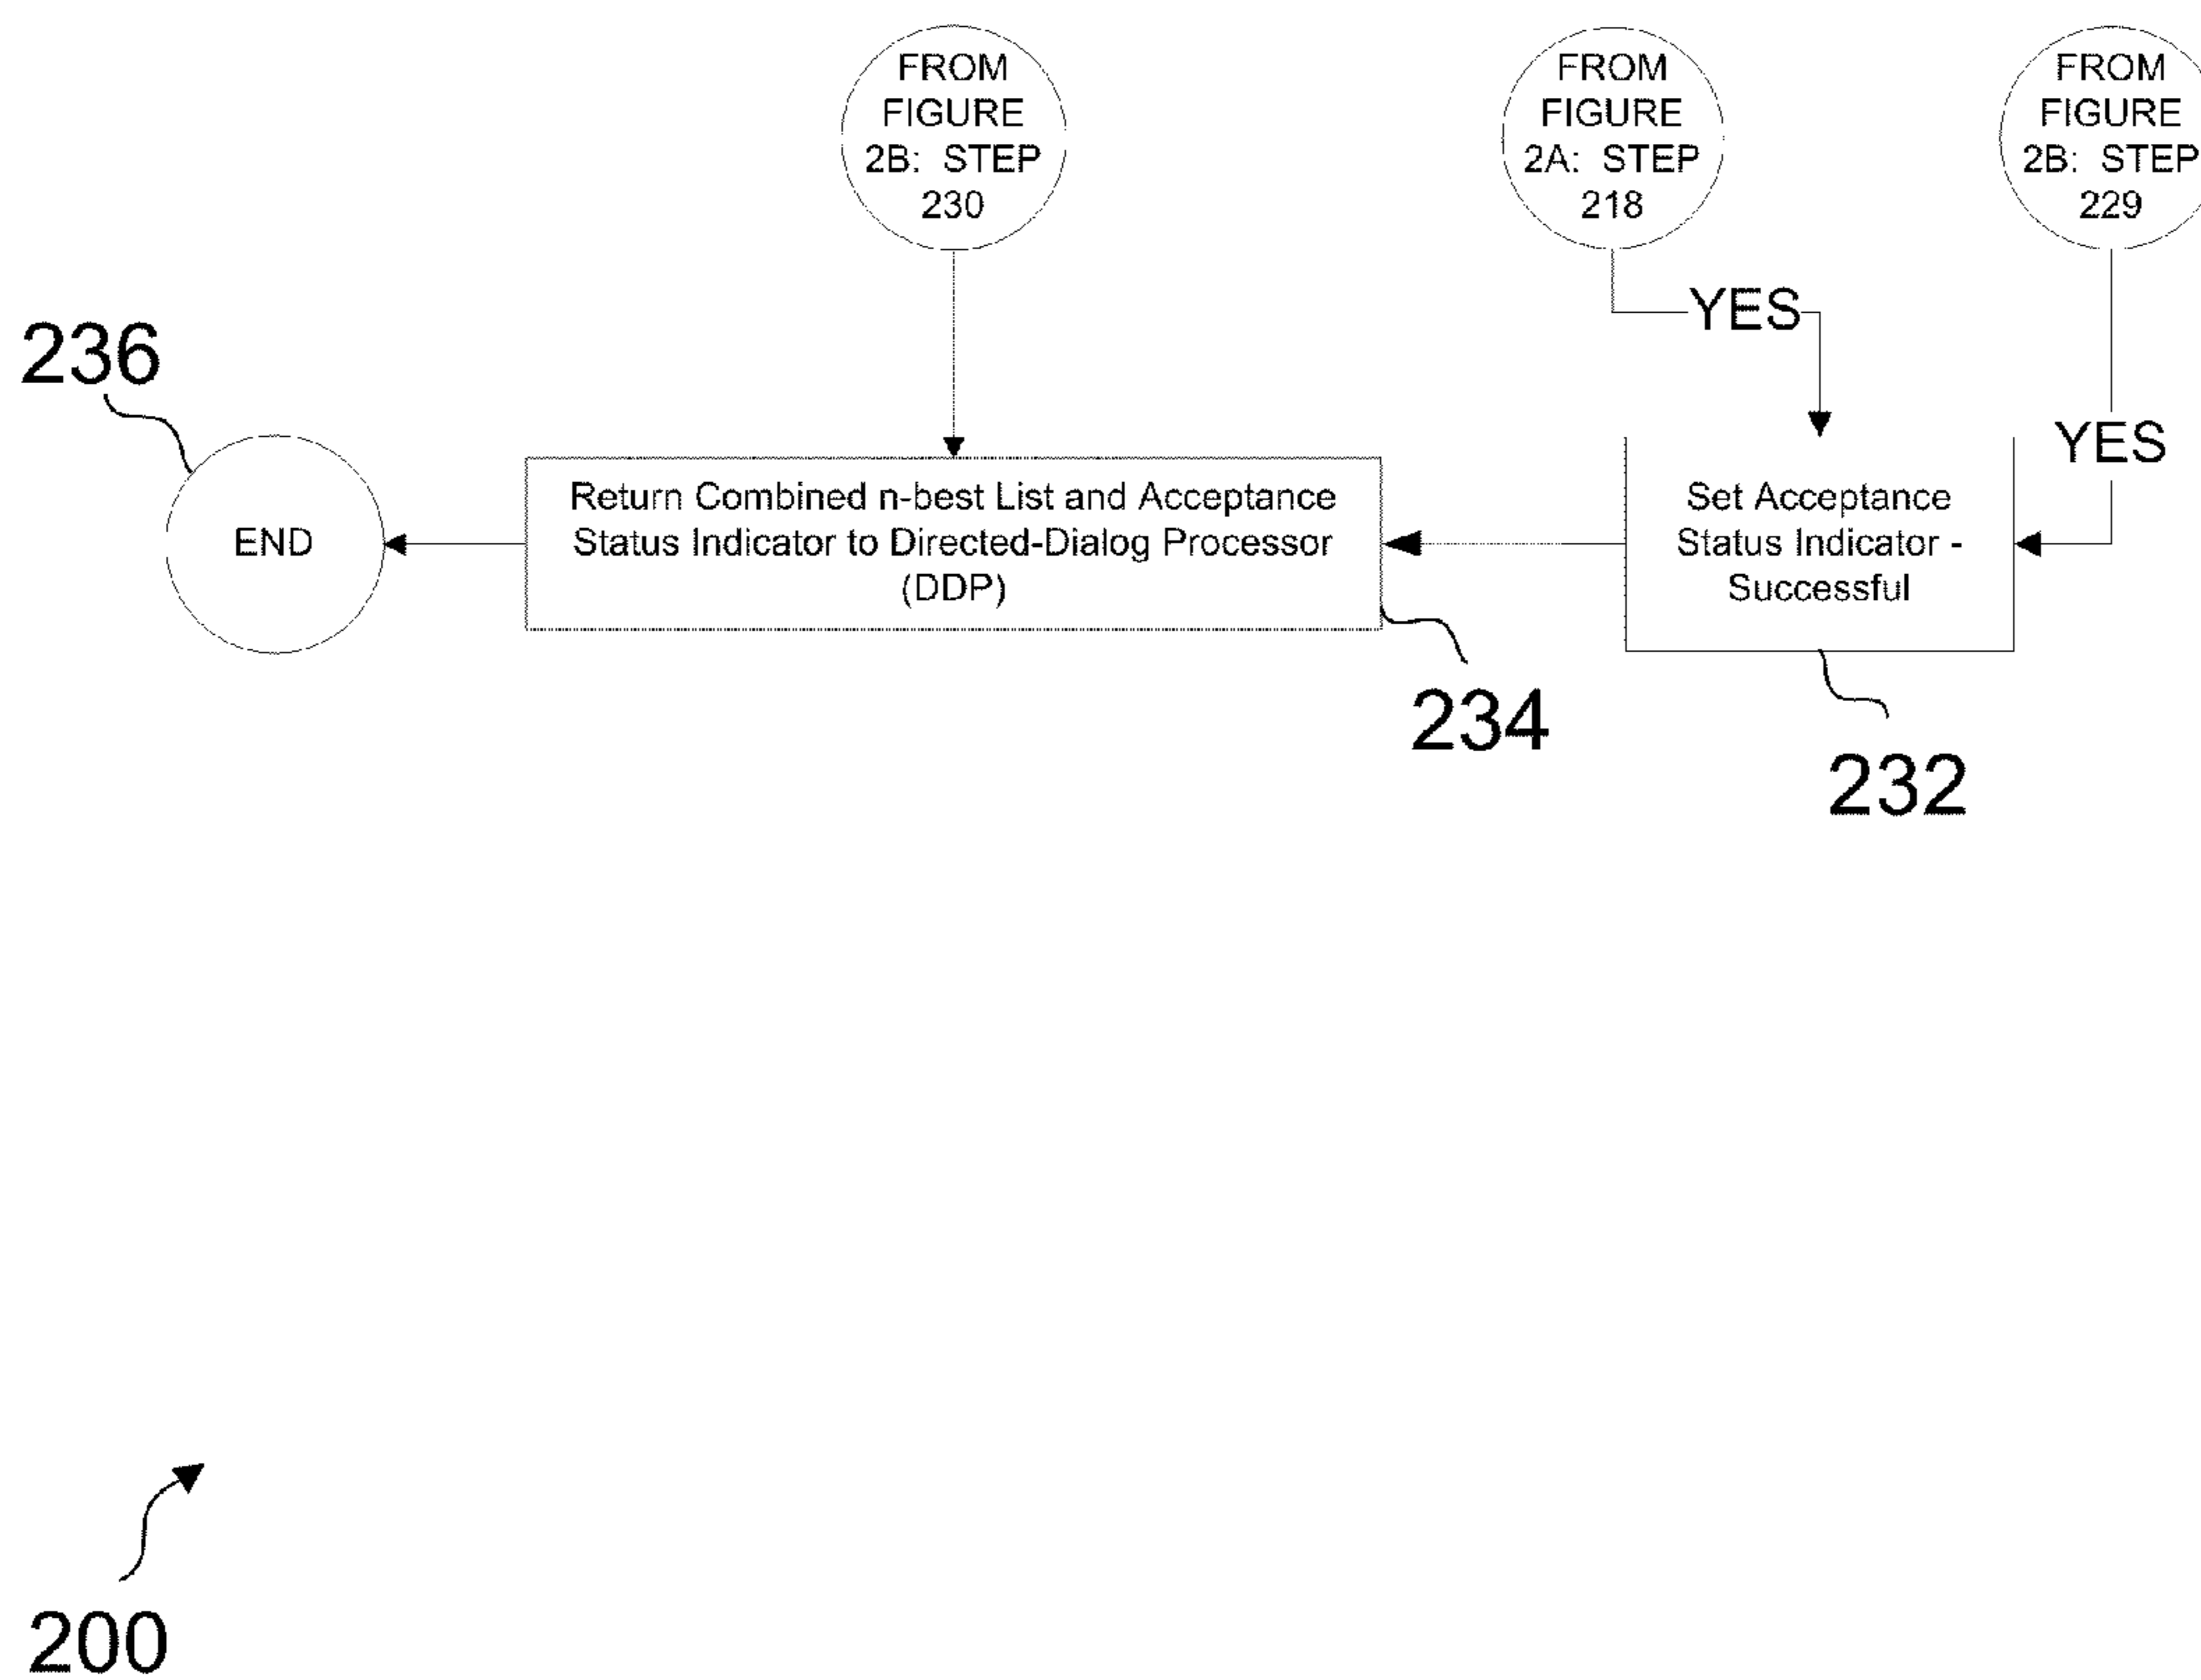 FROM
FIGURE
2B: STEP
230
FROM
FIGURE
2A: STEP
218
FROM
FIGURE
2B: STEP
229
YES
236
YES
END
Return Combined n-best List and Acceptance
Status Indicator to Directed-Dialog Processor
(DDP)
Set Acceptance
Status Indicator -
Successful
234
232
200